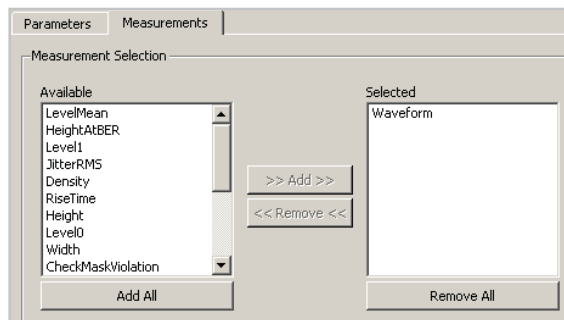 Parameters
Measurements
Measurement Selection
Available
LevelMean
HeightAtBER
Level1
JitterRMS
Density
RiseTime
Height
Level0
Width
CheckMaskViolation
Add All
>> Add >>
<< Remove <<
Selected
Waveform
Remove All